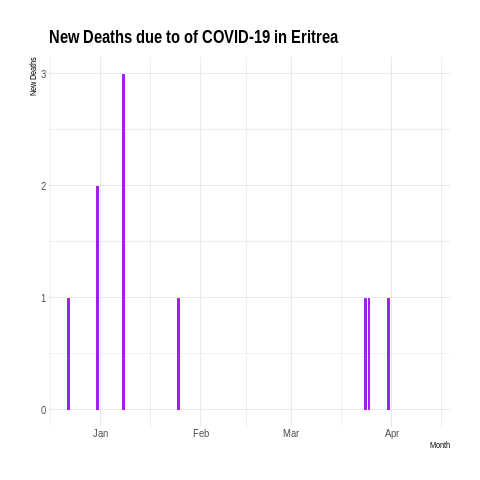 New Deaths due to of COVID-19 in Eritrea
New Deaths
3
2
1
0
Jan Feb Mar Apr
Month